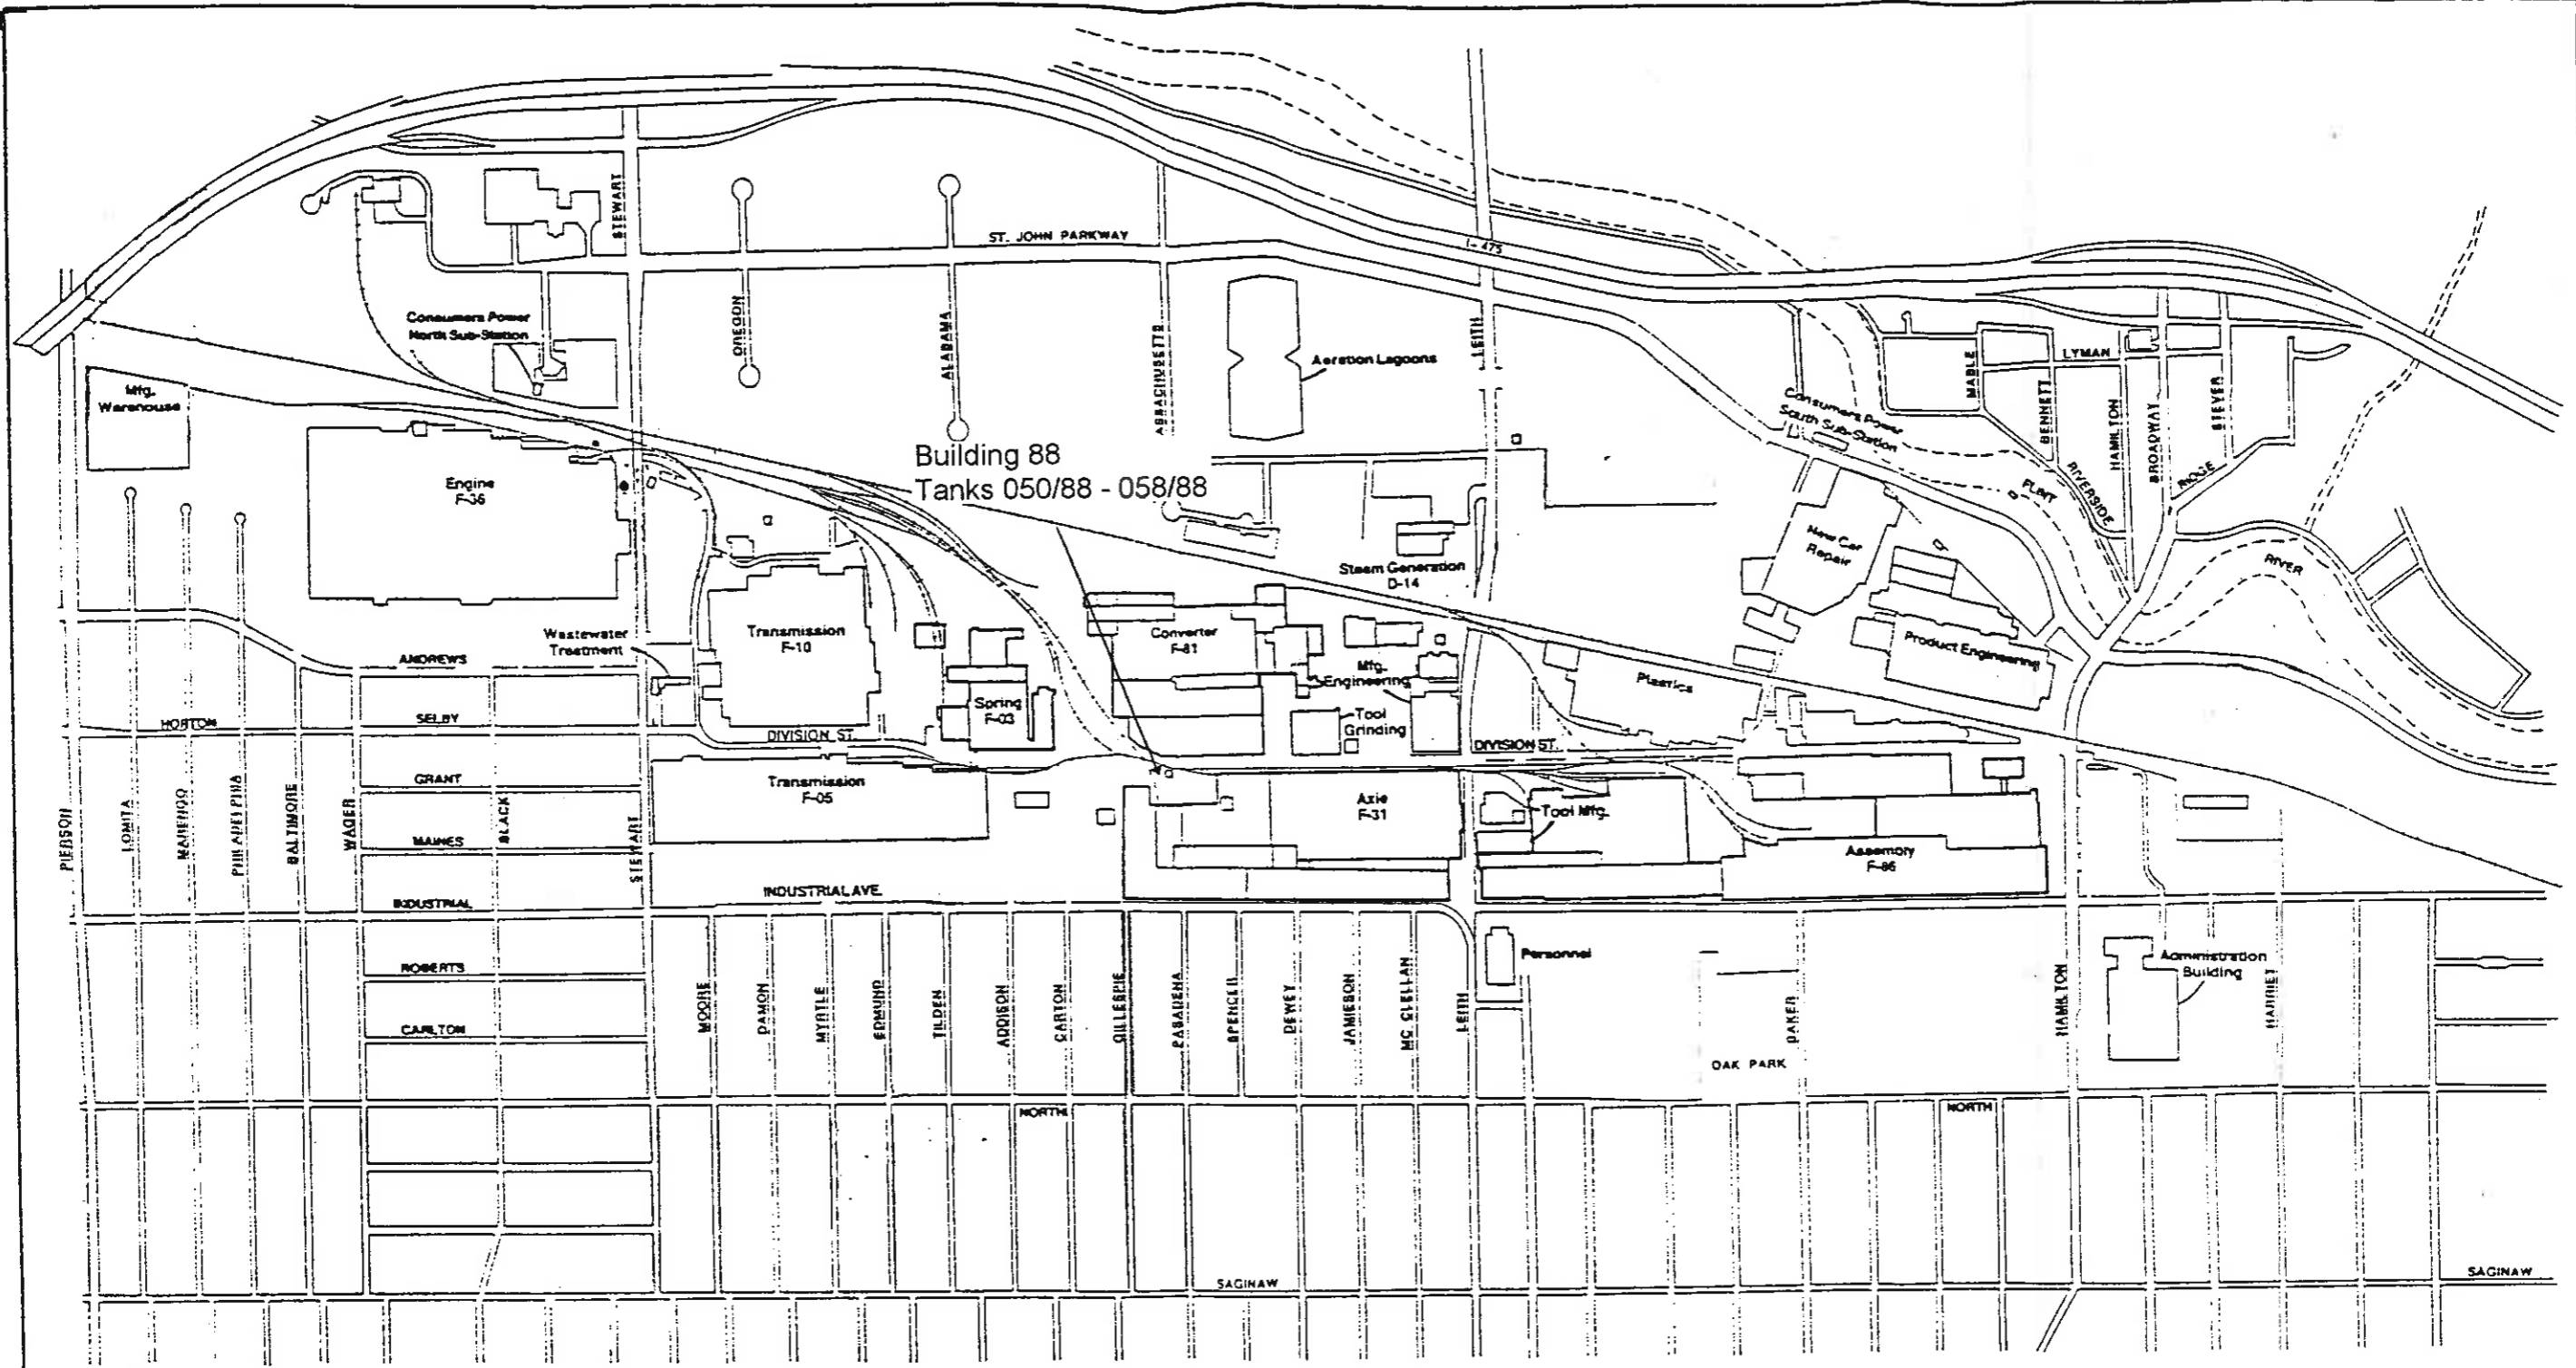 STEWART
ST. JOHN PARKWAY
I-475
Consumers Power
North Sub-Station
OREGON
ALABAMA
Aeration Lagoons
LEITH
MABLE
LYMAN
BENNETT
HAMILTON
BROADWAY
STEVER
Consumers Power
South Sub-Station
RIDGE
RIVERSIDE
FLINT
RIVER
Mfg.
Warehouse
Building 88
Tanks 050/88 - 058/88
Engine
F-36
New Car
Repair
Steam Generation
D-14
Wastewater
Treatment
Transmission
F-10
Converter
F-81
Product Engineering
ANDREWS
Mfg.
Engineering
Plastics
Spring
F-03
Tool
Grinding
HORTON
SELBY
DIVISION ST.
DIVISION ST.
GRANT
Transmission
F-05
Axle
F-31
Tool Mfg.
PIERSON
LOMITA
MARENGO
PHILADELPHIA
BALTIMORE
WAGER
BLACK
MAINES
STEWART
Assembly
F-86
INDUSTRIAL AVE.
INDUSTRIAL
Personnel
Administration
Building
ROBERTS
MOORE
DAMON
MYRTLE
EDMUND
TILDEN
ADDISON
CARTON
GILLESPIE
PASADENA
SPENCER
DEWEY
JAMIESON
MC CLELLAN
LEITH
DAKER
HAMILTON
HARRIET
CARLTON
OAK PARK
NORTH
NORTH
SAGINAW
SAGINAW